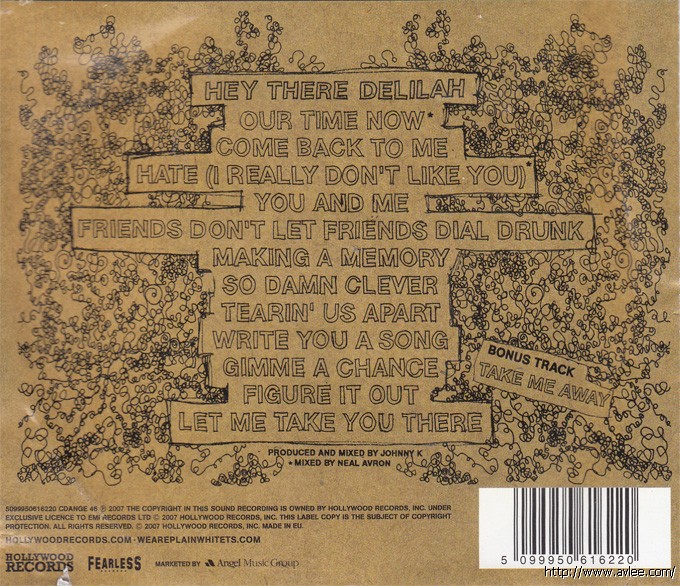 HEY THERE DELILAH
OUR TIME NOW*
COME BACK TO ME
HATE (I REALLY DON'T LIKE YOU)*
YOU AND ME
FRIENDS DON'T LET FRIENDS DIAL DRUNK
MAKING A MEMORY
SO DAMN CLEVER
TEARIN' US APART
WRITE YOU A SONG
GIMME A CHANCE
FIGURE IT OUT
LET ME TAKE YOU THERE
BONUS TRACK
TAKE ME AWAY
PRODUCED AND MIXED BY JOHNNY K
* MIXED BY NEAL AVRON
5099950616220 CDANGE 46 ℗ 2007 THE COPYRIGHT IN THIS SOUND RECORDING IS OWNED BY HOLLYWOOD RECORDS, INC. UNDER
EXCLUSIVE LICENCE TO EMI RECORDS LTD © 2007 HOLLYWOOD RECORDS, INC. THIS LABEL COPY IS THE SUBJECT OF COPYRIGHT
PROTECTION. ALL RIGHTS RESERVED. © 2007 HOLLYWOOD RECORDS, INC. MADE IN EU.
HOLLYWOODRECORDS.COM·WEAREPLAINWHITETS.COM
HOLLYWOOD
RECORDS
FEARLESS
RECORDS
MARKETED BY Angel Music Group
5 099950 616220
http://www.avlee.com/